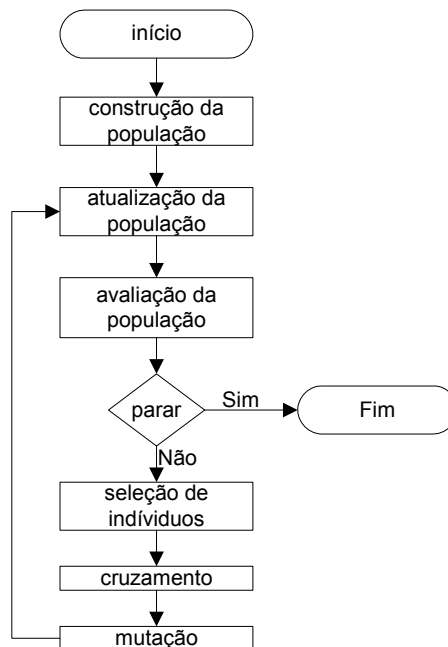 início
construção da
população
atualização da
população
avaliação da
população
parar
Sim
Fim
Não
seleção de
indíviduos
cruzamento
mutação